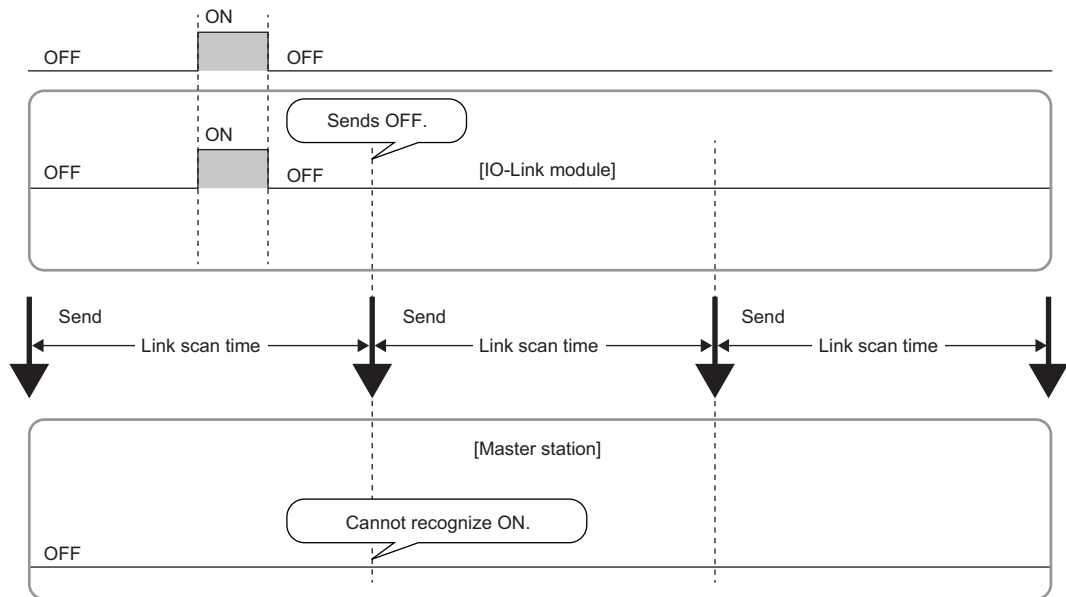 ON
OFF
OFF
Sends OFF.
ON
OFF
OFF
[IO-Link module]
Send
Send
Send
Link scan time
Link scan time
Link scan time
[Master station]
Cannot recognize ON.
OFF